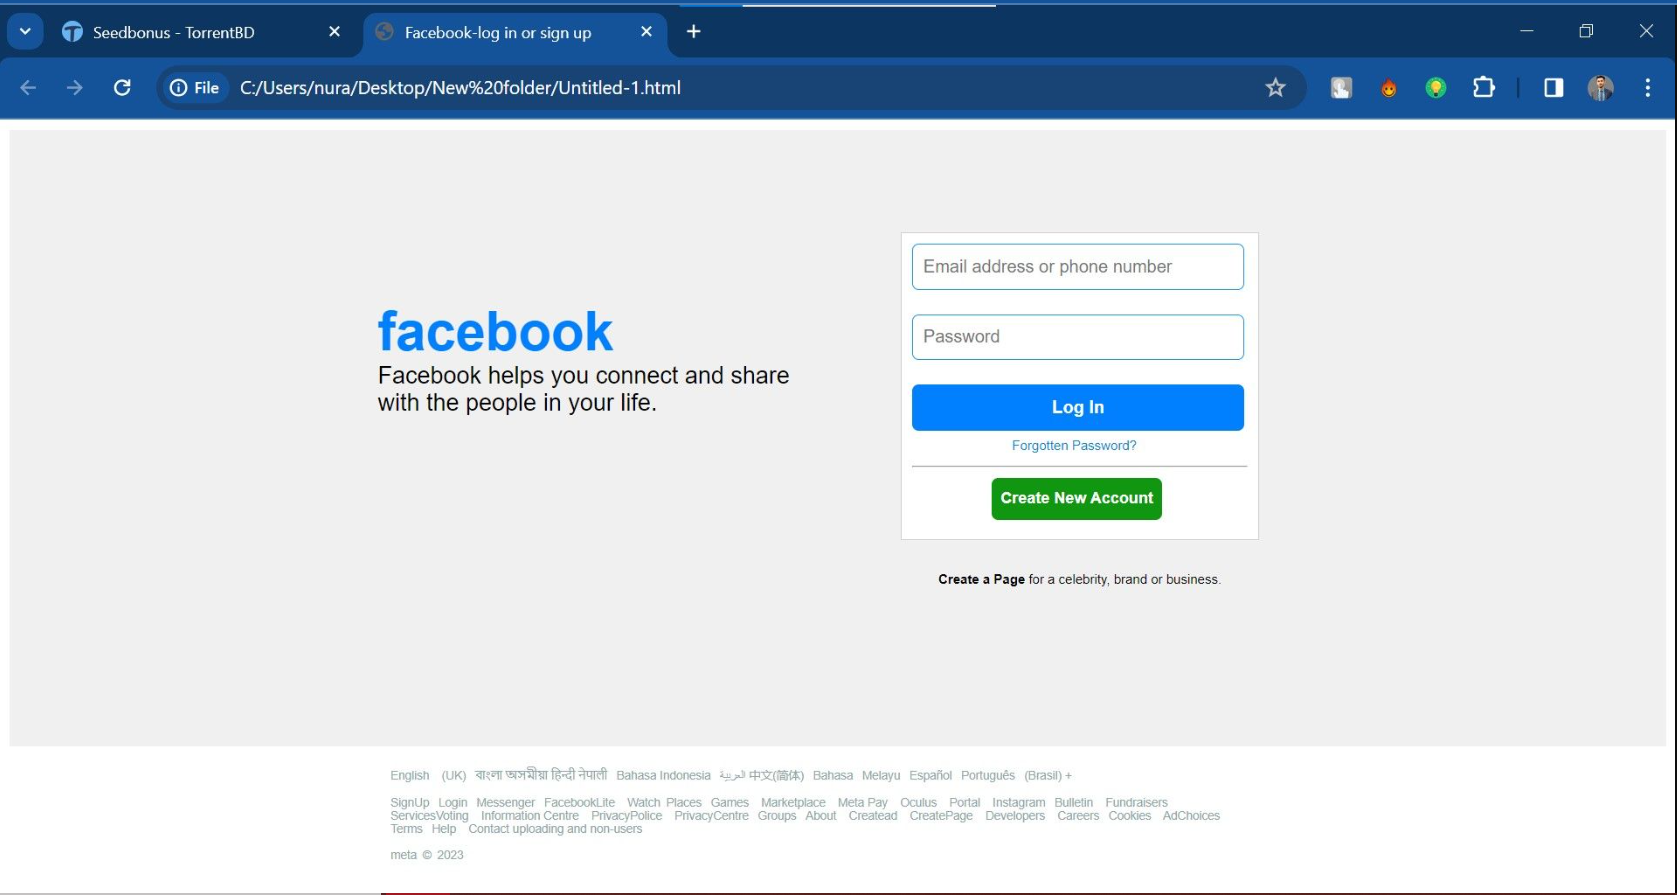 Seedbonus - TorrentBD
Facebook-log in or sign up
File
C:/Users/nura/Desktop/New%20folder/Untitled-1.html
facebook
Facebook helps you connect and share
with the people in your life.
Email address or phone number
Password
Log In
Forgotten Password?
Create New Account
Create a Page for a celebrity, brand or business.
English (UK) বাংলা অসমীয়া हिन्दी नेपाली Bahasa Indonesia العربية 中文(简体) Bahasa Melayu Español Português (Brasil) +
SignUp Login Messenger FacebookLite Watch Places Games Marketplace Meta Pay Oculus Portal Instagram Bulletin Fundraisers
ServicesVoting Information Centre PrivacyPolice PrivacyCentre Groups About Createad CreatePage Developers Careers Cookies AdChoices
Terms Help Contact uploading and non-users
meta © 2023